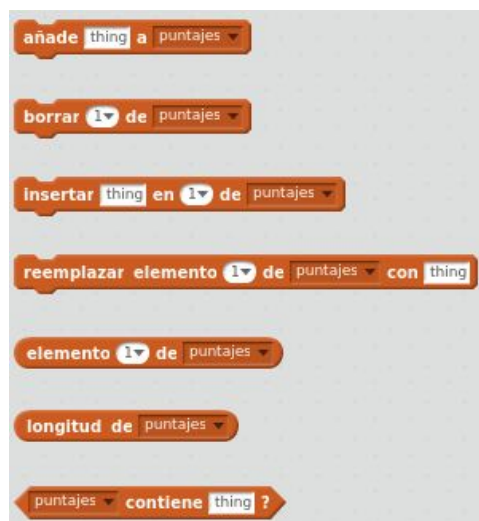 añade thing a puntajes
borrar 1 de puntajes
insertar thing en 1 de puntajes
reemplazar elemento 1 de puntajes con thing
elemento 1 de puntajes
longitud de puntajes
puntajes contiene thing ?